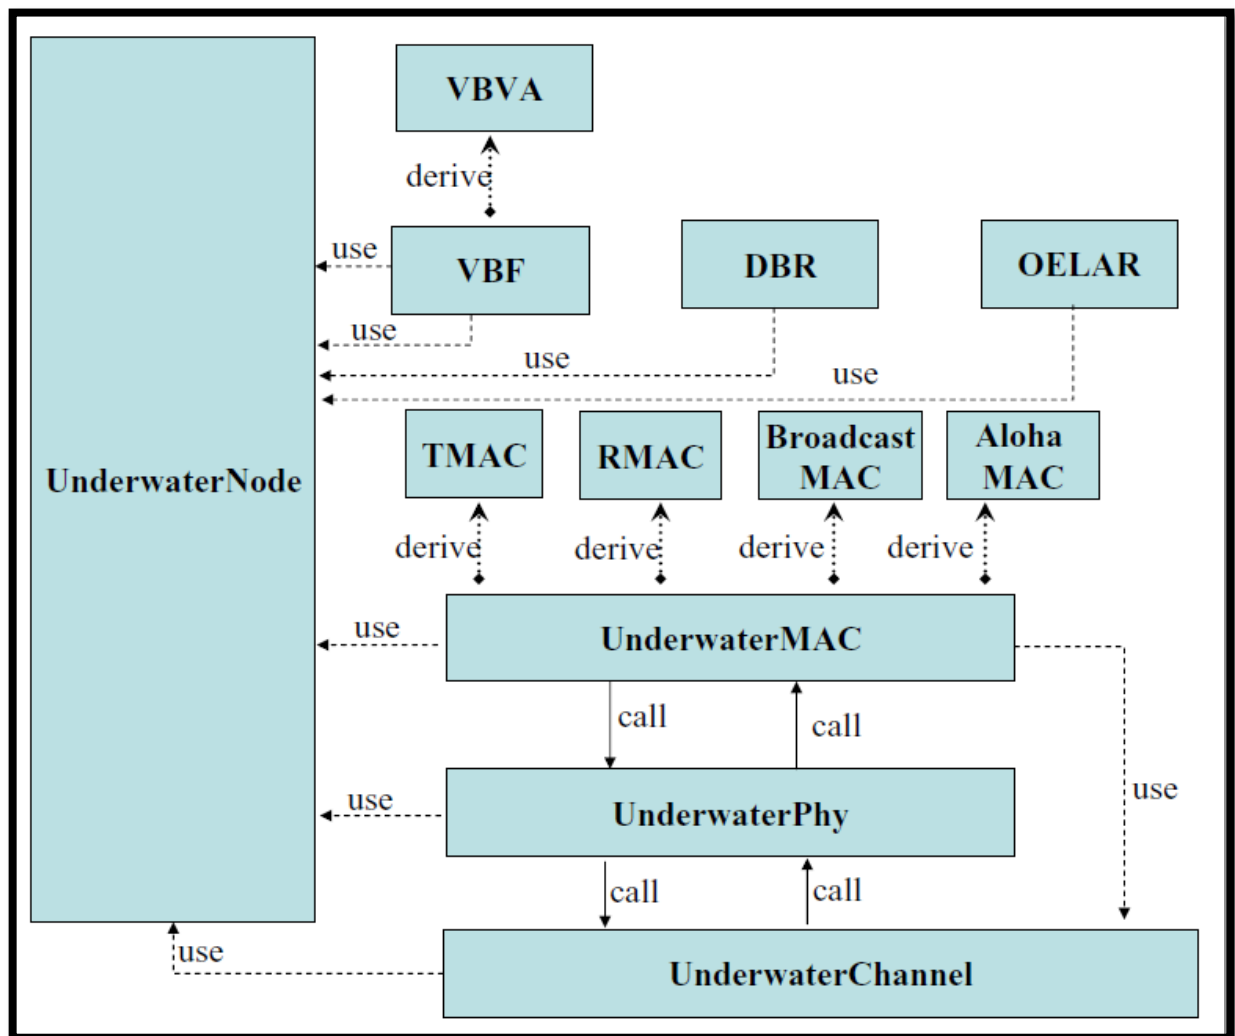 VBVA
derive
use
VBF
DBR
OELAR
use
use
use
TMAC
RMAC
Broadcast
MAC
Aloha
MAC
UnderwaterNode
derive
derive
derive
derive
use
UnderwaterMAC
call
call
use
use
UnderwaterPhy
call
call
use
UnderwaterChannel